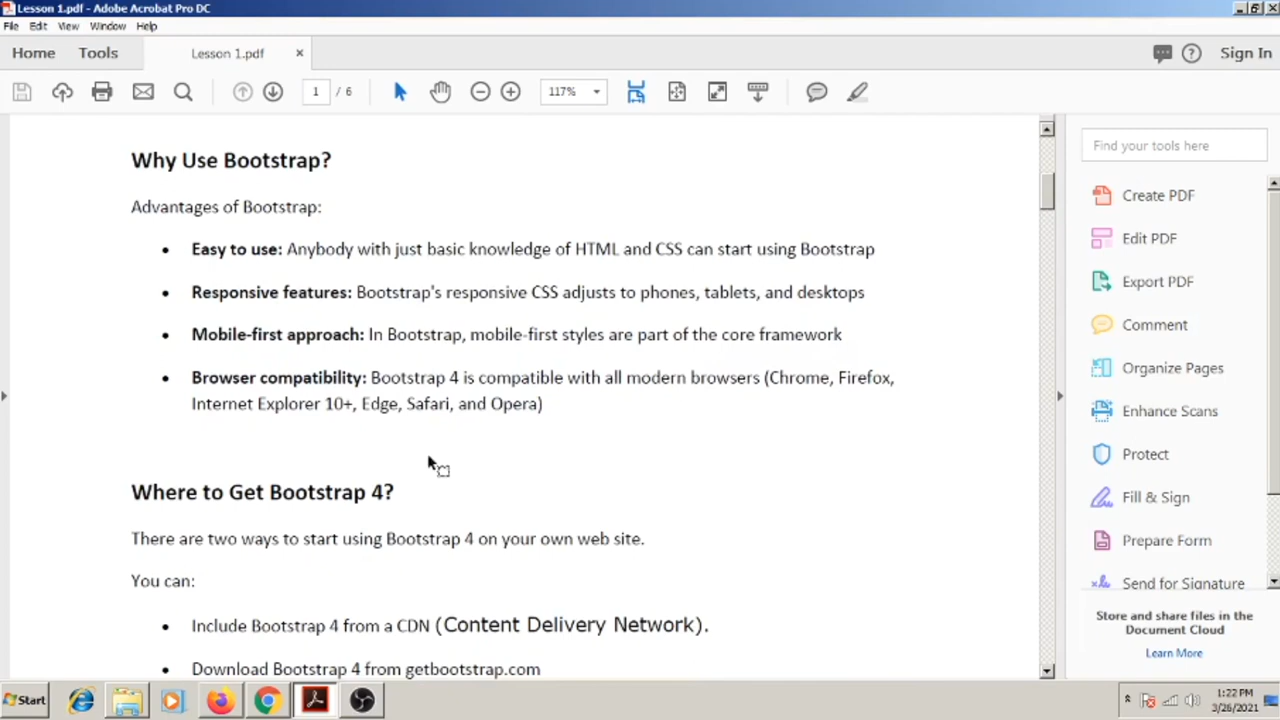 Lesson 1.pdf - Adobe Acrobat Pro DC
File Edit View Window Help
Home Tools Lesson 1.pdf × Sign In
1 / 6 117%
Why Use Bootstrap?
Advantages of Bootstrap:
• Easy to use: Anybody with just basic knowledge of HTML and CSS can start using Bootstrap
• Responsive features: Bootstrap's responsive CSS adjusts to phones, tablets, and desktops
• Mobile-first approach: In Bootstrap, mobile-first styles are part of the core framework
• Browser compatibility: Bootstrap 4 is compatible with all modern browsers (Chrome, Firefox,
Internet Explorer 10+, Edge, Safari, and Opera)
Where to Get Bootstrap 4?
There are two ways to start using Bootstrap 4 on your own web site.
You can:
• Include Bootstrap 4 from a CDN (Content Delivery Network).
• Download Bootstrap 4 from getbootstrap.com
Find your tools here
Create PDF
Edit PDF
Export PDF
Comment
Organize Pages
Enhance Scans
Protect
Fill & Sign
Prepare Form
Send for Signature
Store and share files in the
Document Cloud
Learn More
Start
1:22 PM
3/26/2021